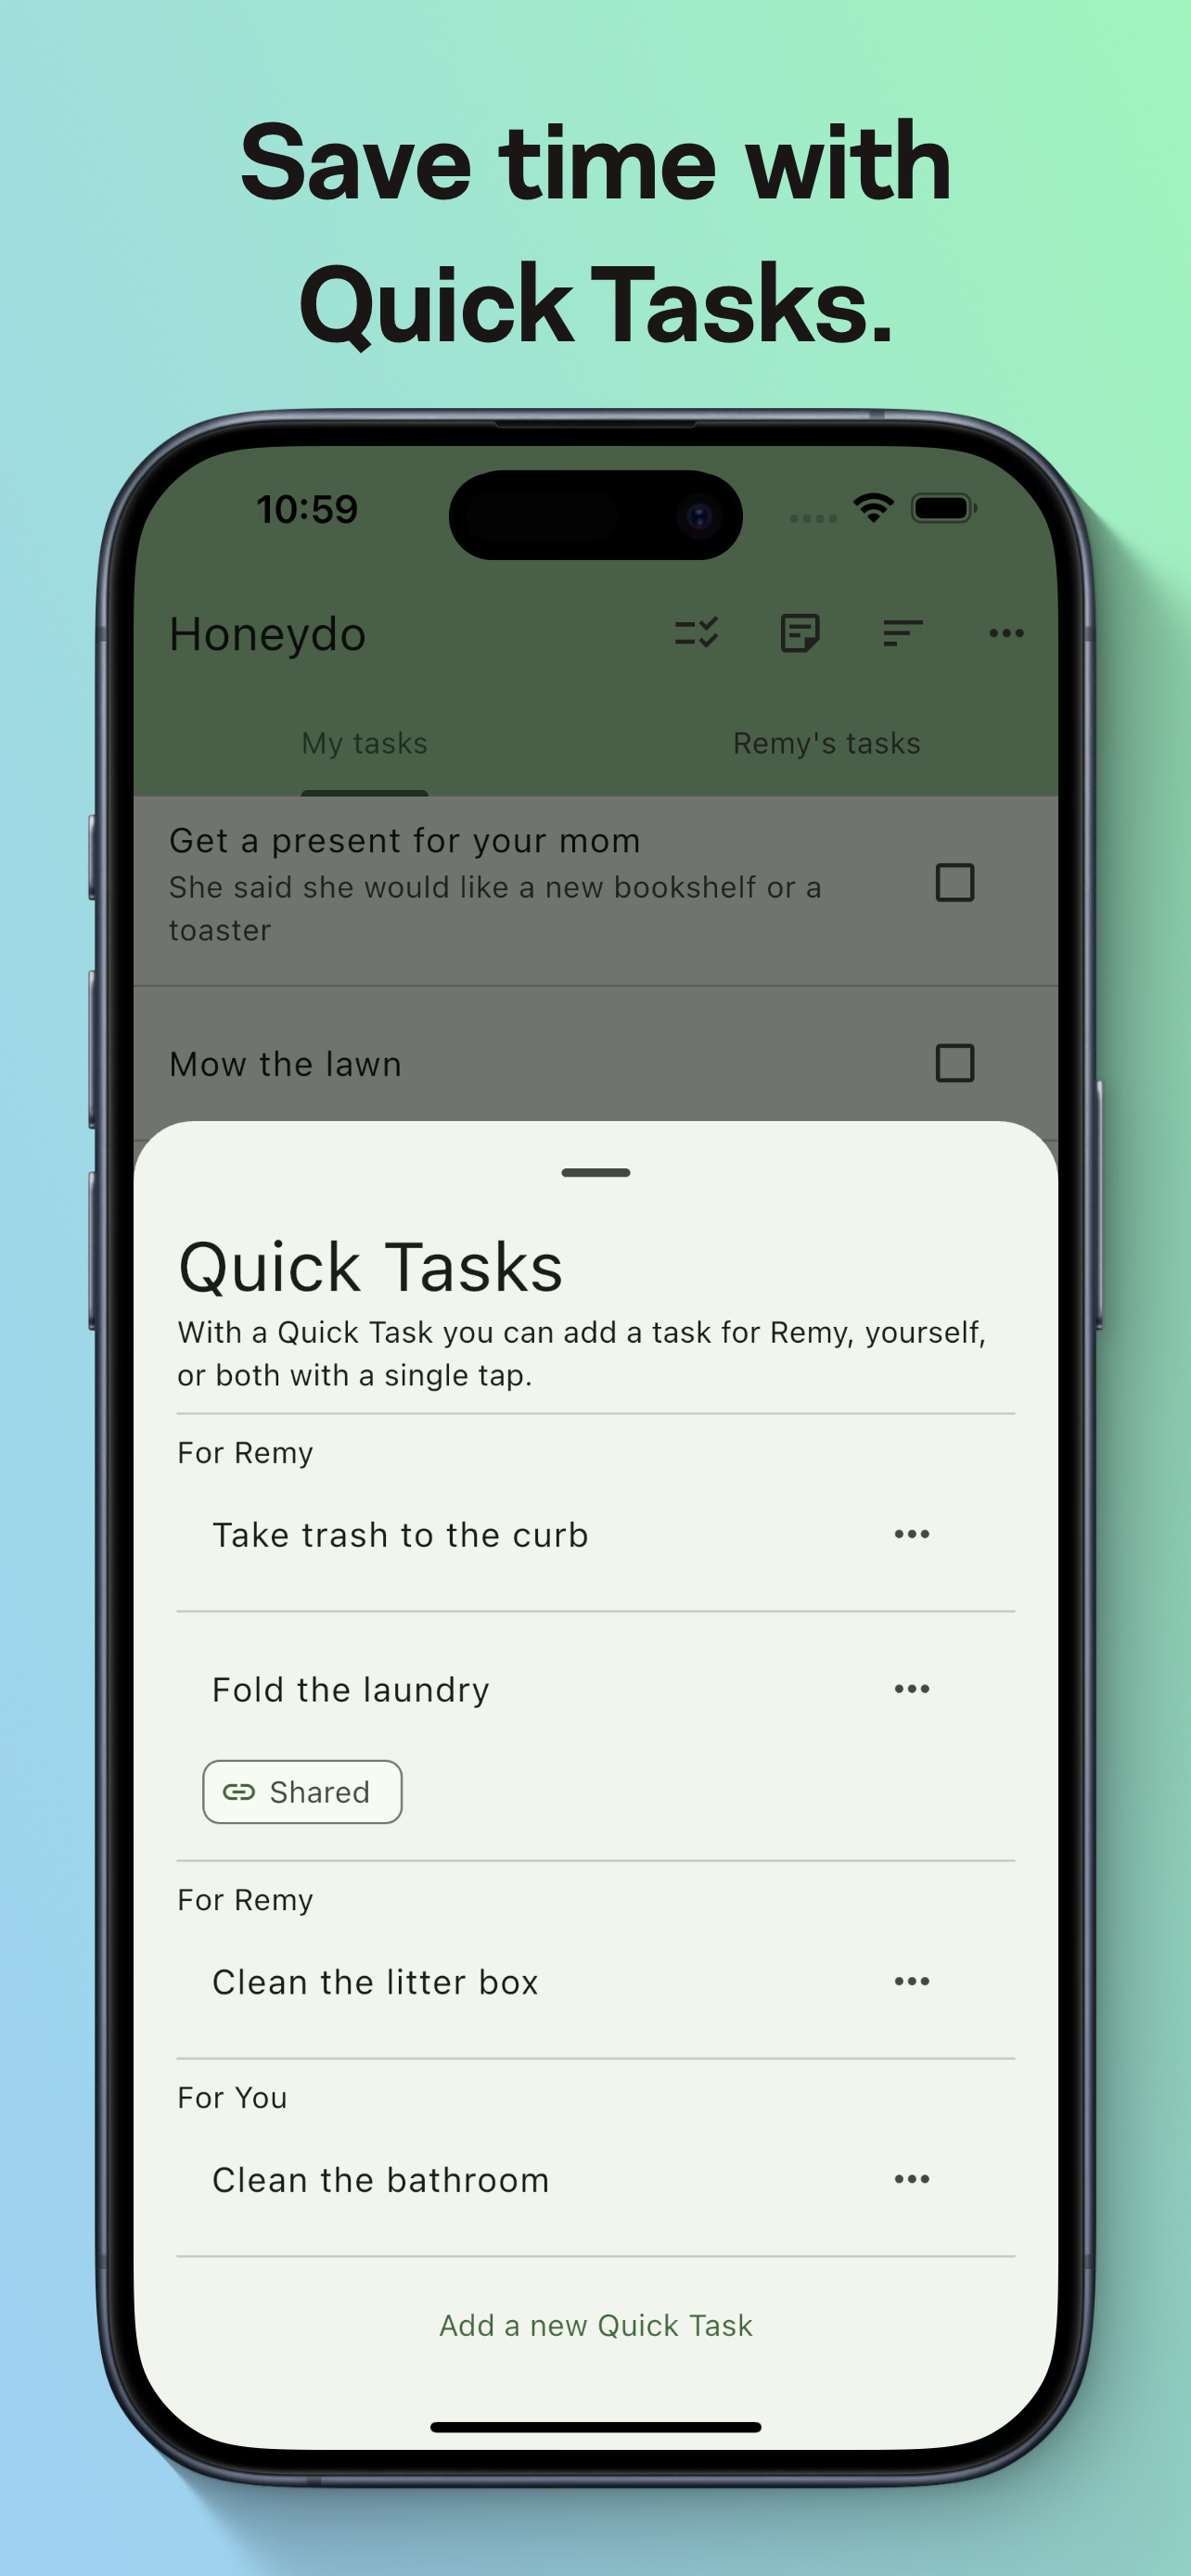 Save time with
Quick Tasks.
10:59
Honeydo
My tasks
Remy's tasks
Get a present for your mom
She said she would like a new bookshelf or a
toaster
Mow the lawn
Quick Tasks
With a Quick Task you can add a task for Remy, yourself,
or both with a single tap.
For Remy
Take trash to the curb
Fold the laundry
Shared
For Remy
Clean the litter box
For You
Clean the bathroom
Add a new Quick Task